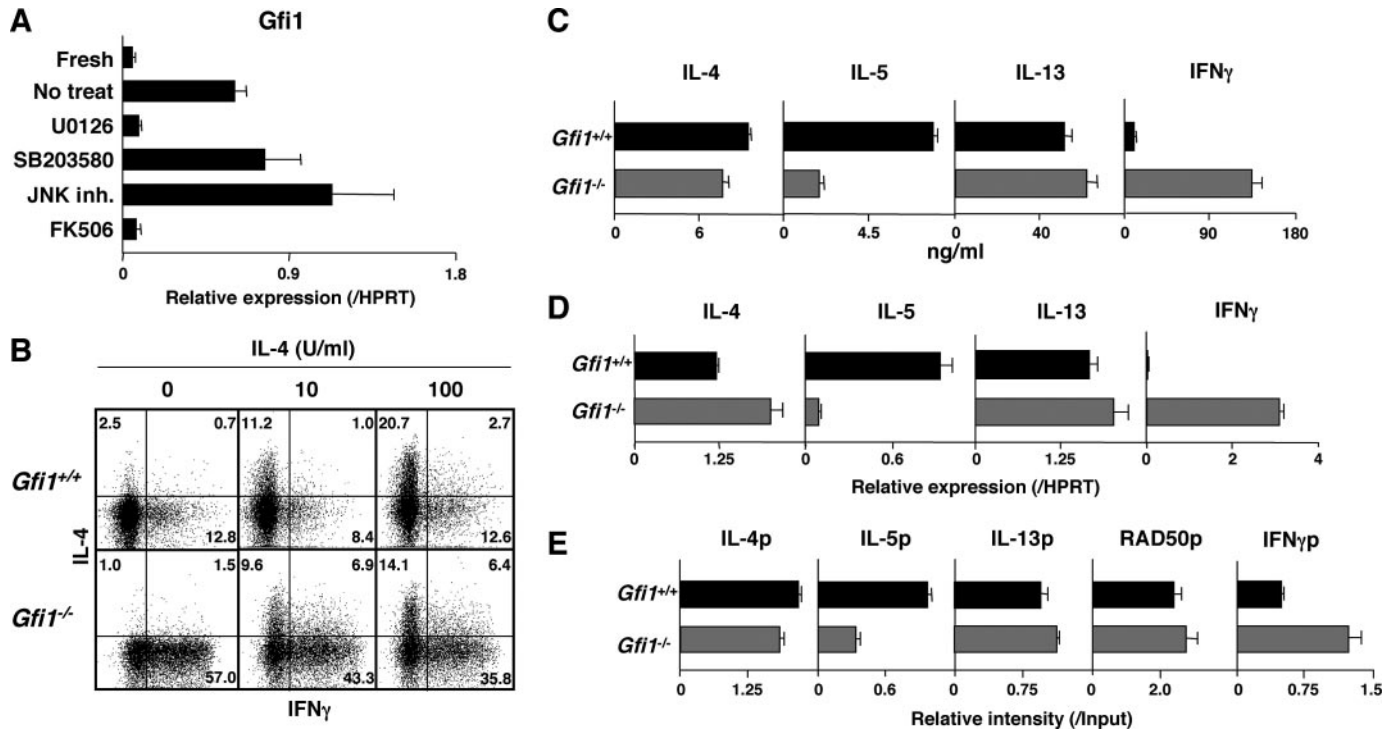 A
Gfi1
Fresh
No treat
U0126
SB203580
JNK inh.
FK506
0 0.9 1.8
Relative expression (/HPRT)
B
IL-4 (U/ml)
0 10 100
2.5 0.7 11.2 1.0 20.7 2.7
Gfi1+/+
12.8 8.4 12.6
IL-4
1.0 1.5 9.6 6.9 14.1 6.4
Gfi1-/-
57.0 43.3 35.8
IFNγ
C
IL-4 IL-5 IL-13 IFNγ
Gfi1+/+
Gfi1-/-
0 6 0 4.5 0 40 0 90 180
ng/ml
D
IL-4 IL-5 IL-13 IFNγ
Gfi1+/+
Gfi1-/-
0 1.25 0 0.6 0 1.25 0 2 4
Relative expression (/HPRT)
E
IL-4p IL-5p IL-13p RAD50p IFNγp
Gfi1+/+
Gfi1-/-
0 1.25 0 0.6 0 0.75 0 2.0 0 0.75 1.5
Relative intensity (/Input)